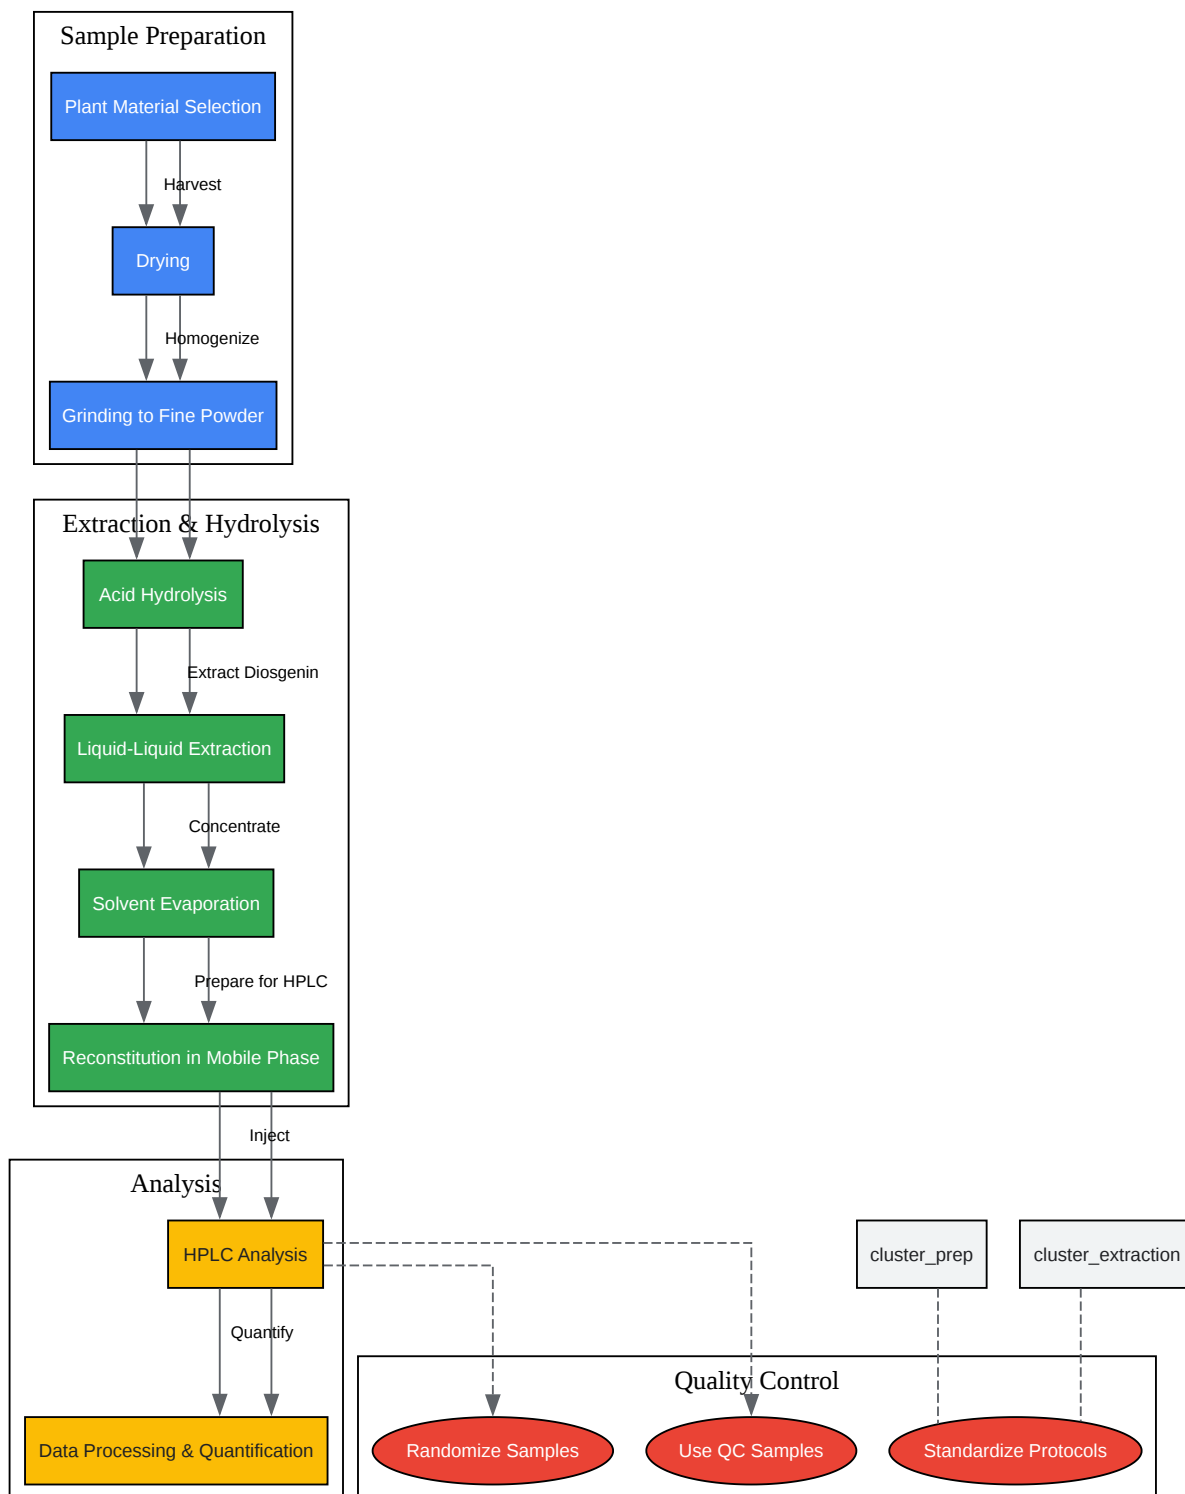 Sample Preparation
Plant Material Selection
Harvest
Drying
Homogenize
Grinding to Fine Powder
Extraction & Hydrolysis
Acid Hydrolysis
Extract Diosgenin
Liquid-Liquid Extraction
Concentrate
Solvent Evaporation
Prepare for HPLC
Reconstitution in Mobile Phase
Inject
Analysis
HPLC Analysis
cluster_prep
cluster_extraction
Quantify
Quality Control
Data Processing & Quantification
Randomize Samples
Use QC Samples
Standardize Protocols